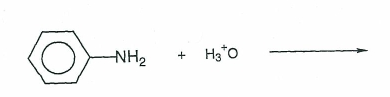 NH₂ + H₃⁺O